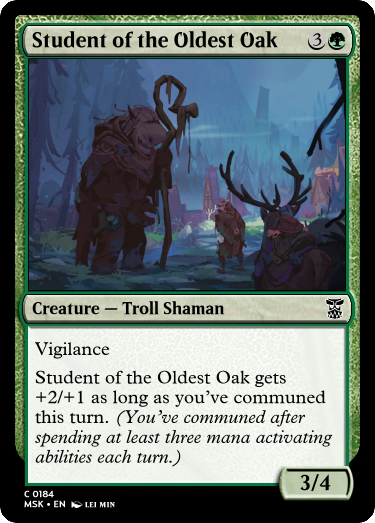 Student of the Oldest Oak 3
Creature — Troll Shaman
Vigilance
Student of the Oldest Oak gets
+2/+1 as long as you’ve communed
this turn. (You’ve communed after
spending at least three mana activating
abilities each turn.)
3/4
C 0184
MSK • EN LEI MIN